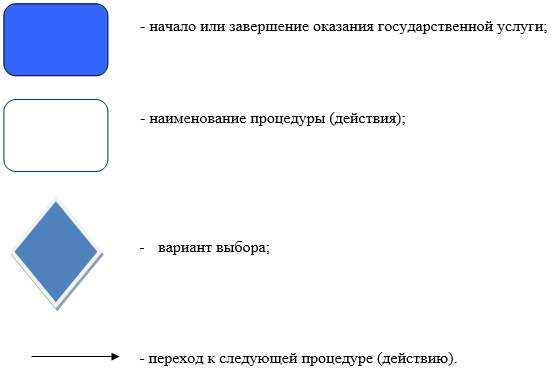 - начало или завершение оказания государственной услуги;
- наименование процедуры (действия);
- вариант выбора;
- переход к следующей процедуре (действию).